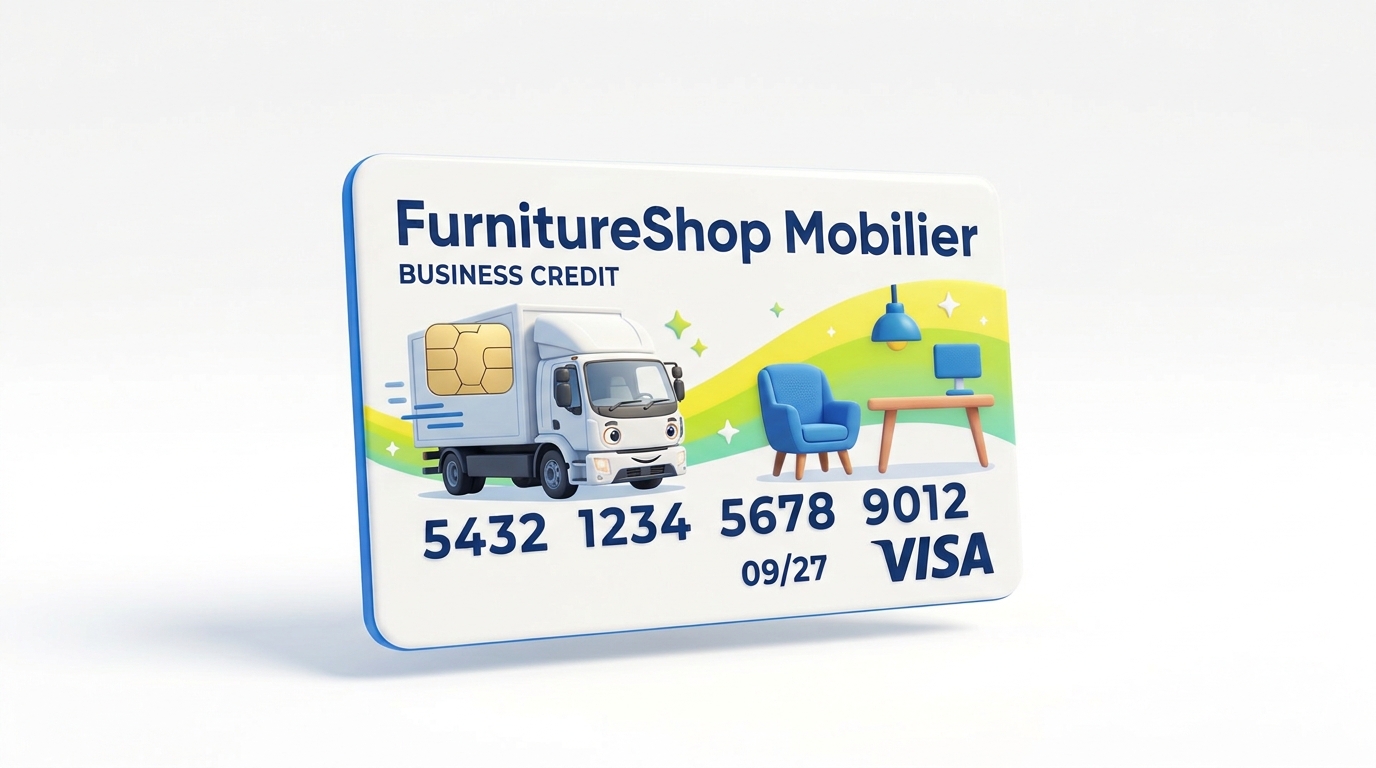 FurnitureShop Mobilier
BUSINESS CREDIT
5432 1234 5678 9012
09/27
VISA